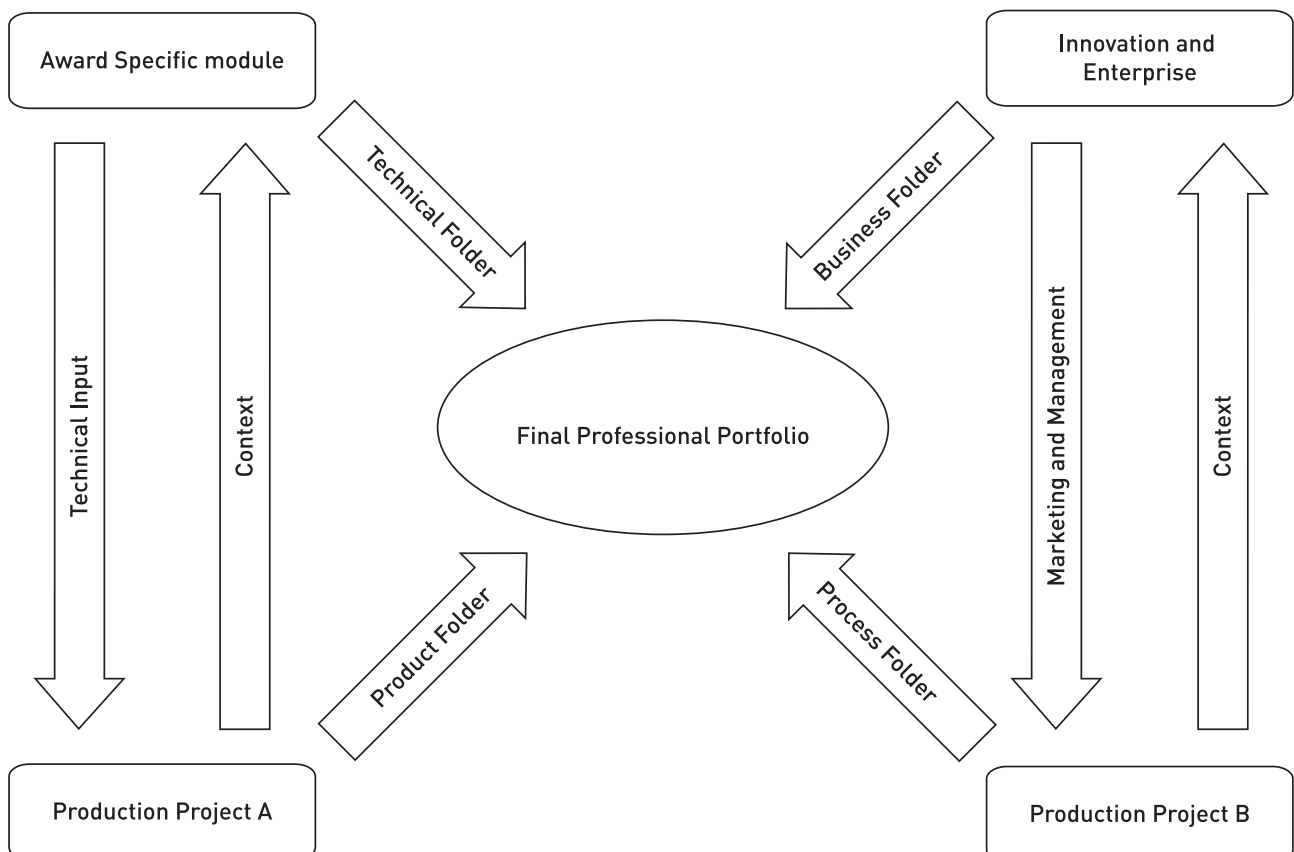 Award Specific module
Innovation and
Enterprise
Technical Folder
Business Folder
Technical Input
Context
Final Professional Portfolio
Marketing and Management
Context
Product Folder
Process Folder
Production Project A
Production Project B